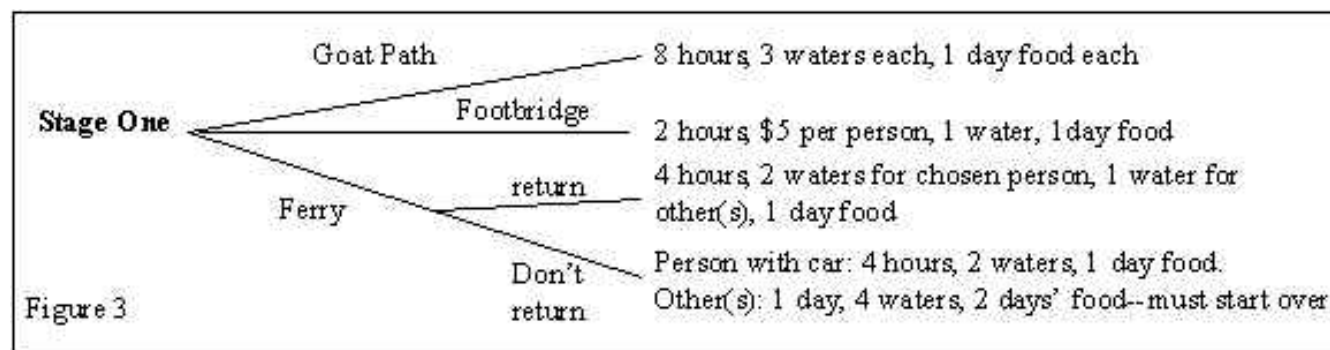 Goat Path
8 hours, 3 waters each, 1 day food each
Stage One
Footbridge
2 hours, $5 per person, 1 water, 1day food
return
4 hours, 2 waters for chosen person, 1 water for
other(s), 1 day food
Ferry
Don't
return
Person with car: 4 hours, 2 waters, 1 day food.
Other(s): 1 day, 4 waters, 2 days' food--must start over
Figure 3